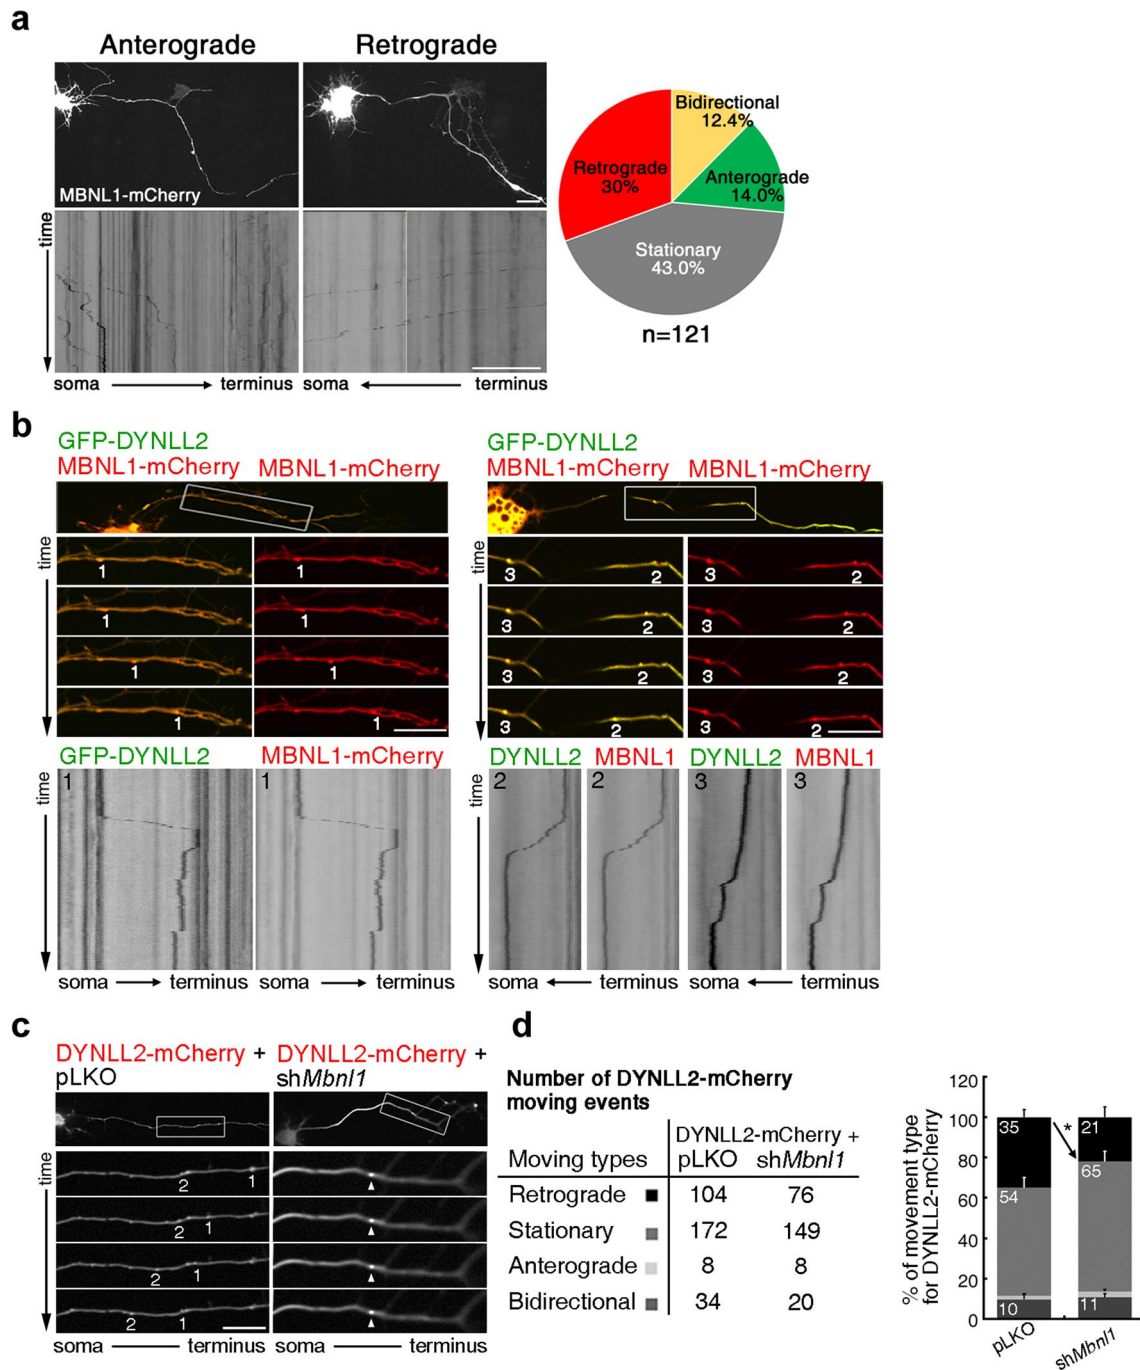 a
Anterograde
Retrograde
MBNL1-mCherry
time
soma
terminus
soma
terminus
Bidirectional
12.4%
Anterograde
14.0%
Retrograde
30%
Stationary
43.0%
n=121
b
GFP-DYNLL2
MBNL1-mCherry
MBNL1-mCherry
GFP-DYNLL2
MBNL1-mCherry
MBNL1-mCherry
time
1
1
1
1
1
1
1
1
time
3
2
3
2
3
2
3
2
3
2
3
2
3
2
3
2
GFP-DYNLL2
MBNL1-mCherry
time
1
1
soma
terminus
soma
terminus
DYNLL2
MBNL1
DYNLL2
MBNL1
time
2
2
3
3
soma
terminus
soma
terminus
c
DYNLL2-mCherry +
pLKO
DYNLL2-mCherry +
shMbnl1
time
2
1
2
1
2
1
2
1
soma
terminus
soma
terminus
d
Number of DYNLL2-mCherry
moving events
DYNLL2-mCherry +
Moving types
pLKO
shMbnl1
Retrograde
104
76
Stationary
172
149
Anterograde
8
8
Bidirectional
34
20
% of movement type
for DYNLL2-mCherry
120
100
80
60
40
20
0
35
54
10
*
21
65
11
pLKO
shMbnl1